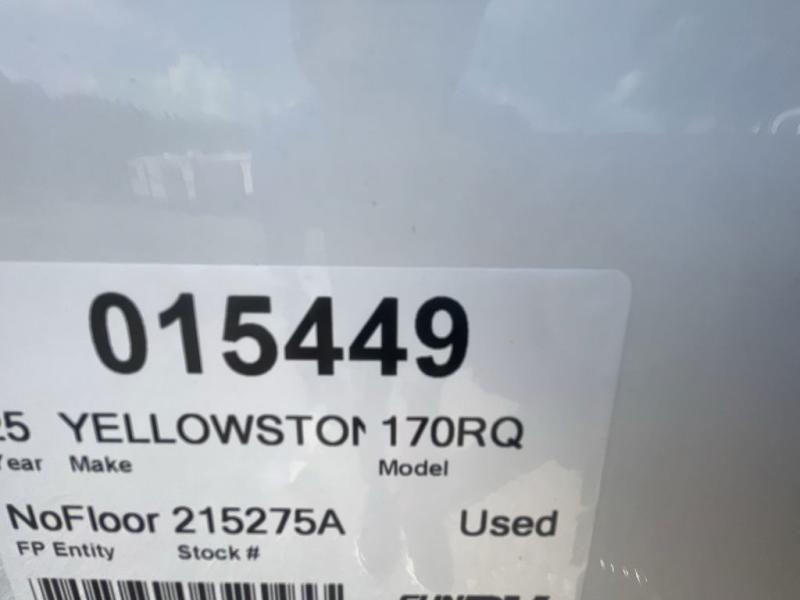 015449
25 YELLOWSTON 170RQ
Year Make Model
NoFloor 215275A Used
FP Entity Stock #